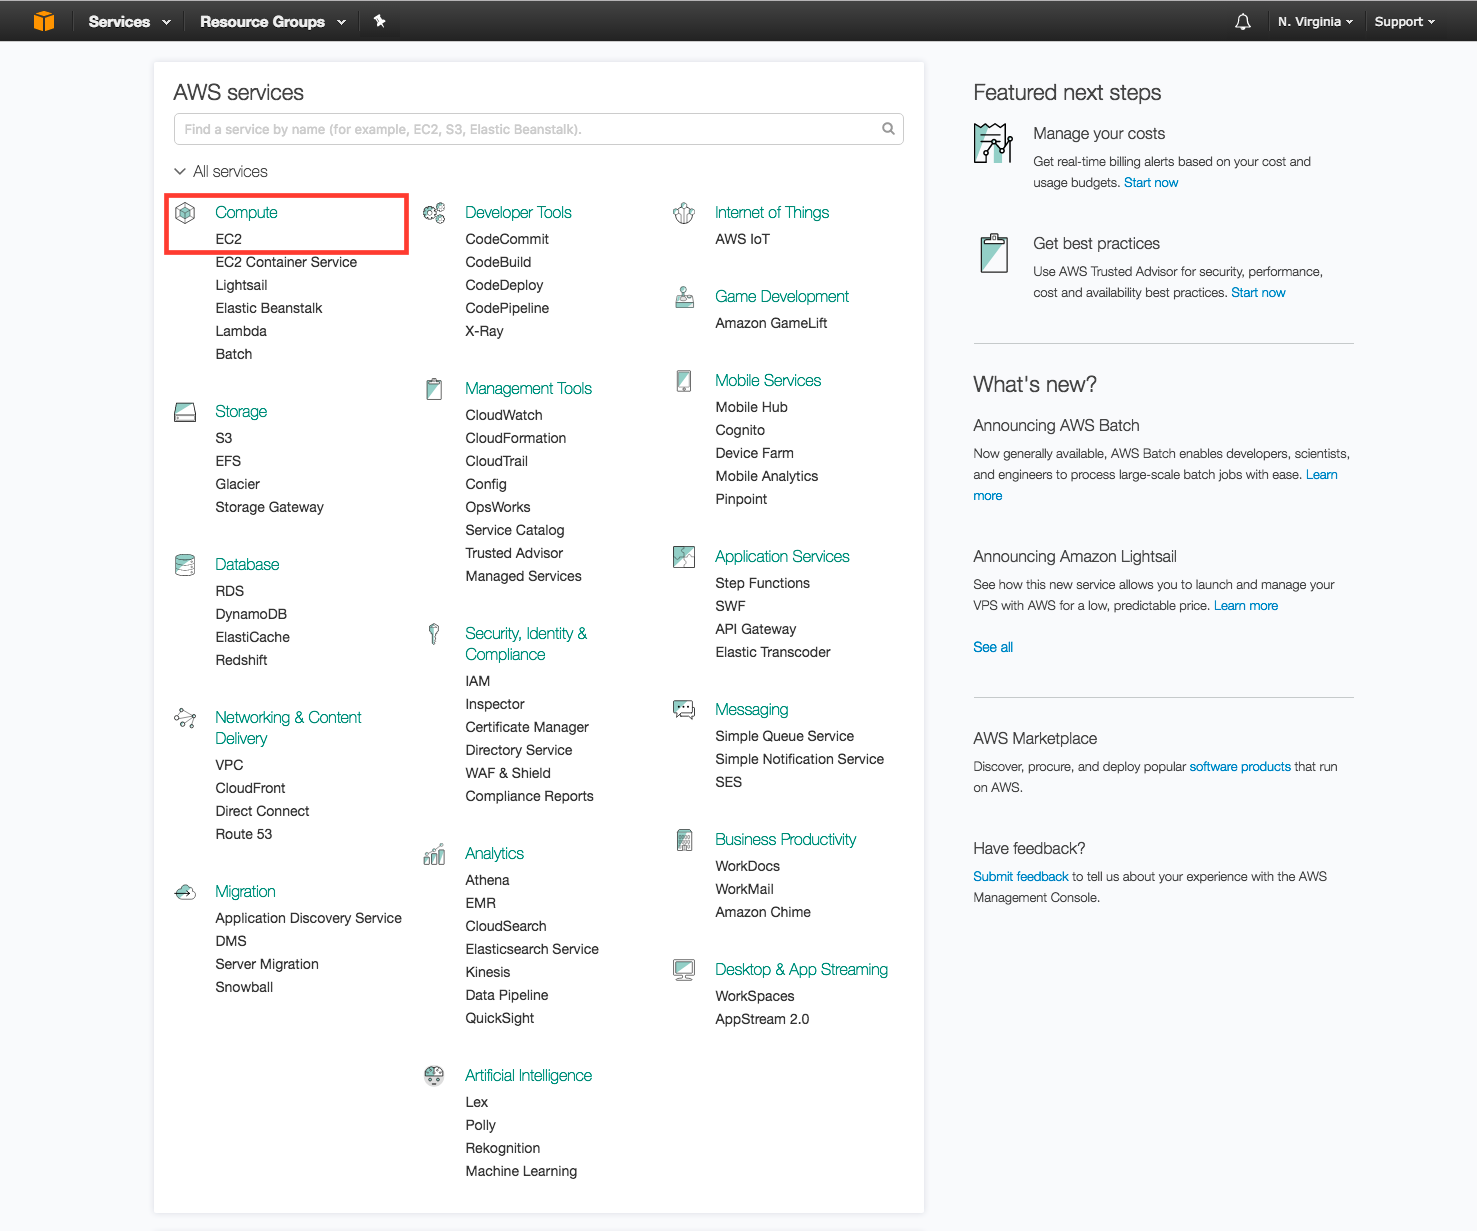 Services
Resource Groups
N. Virginia
Support
AWS services
Find a service by name (for example, EC2, S3, Elastic Beanstalk).
All services
Compute
EC2
EC2 Container Service
Lightsail
Elastic Beanstalk
Lambda
Batch
Storage
S3
EFS
Glacier
Storage Gateway
Database
RDS
DynamoDB
ElastiCache
Redshift
Networking & Content
Delivery
VPC
CloudFront
Direct Connect
Route 53
Migration
Application Discovery Service
DMS
Server Migration
Snowball
Developer Tools
CodeCommit
CodeBuild
CodeDeploy
CodePipeline
X-Ray
Management Tools
CloudWatch
CloudFormation
CloudTrail
Config
OpsWorks
Service Catalog
Trusted Advisor
Managed Services
Security, Identity &
Compliance
IAM
Inspector
Certificate Manager
Directory Service
WAF & Shield
Compliance Reports
Analytics
Athena
EMR
CloudSearch
Elasticsearch Service
Kinesis
Data Pipeline
QuickSight
Artificial Intelligence
Lex
Polly
Rekognition
Machine Learning
Internet of Things
AWS IoT
Game Development
Amazon GameLift
Mobile Services
Mobile Hub
Cognito
Device Farm
Mobile Analytics
Pinpoint
Application Services
Step Functions
SWF
API Gateway
Elastic Transcoder
Messaging
Simple Queue Service
Simple Notification Service
SES
Business Productivity
WorkDocs
WorkMail
Amazon Chime
Desktop & App Streaming
WorkSpaces
AppStream 2.0
Featured next steps
Manage your costs
Get real-time billing alerts based on your cost and
usage budgets. Start now
Get best practices
Use AWS Trusted Advisor for security, performance,
cost and availability best practices. Start now
What's new?
Announcing AWS Batch
Now generally available, AWS Batch enables developers, scientists,
and engineers to process large-scale batch jobs with ease. Learn
more
Announcing Amazon Lightsail
See how this new service allows you to launch and manage your
VPS with AWS for a low, predictable price. Learn more
See all
AWS Marketplace
Discover, procure, and deploy popular software products that run
on AWS.
Have feedback?
Submit feedback to tell us about your experience with the AWS
Management Console.